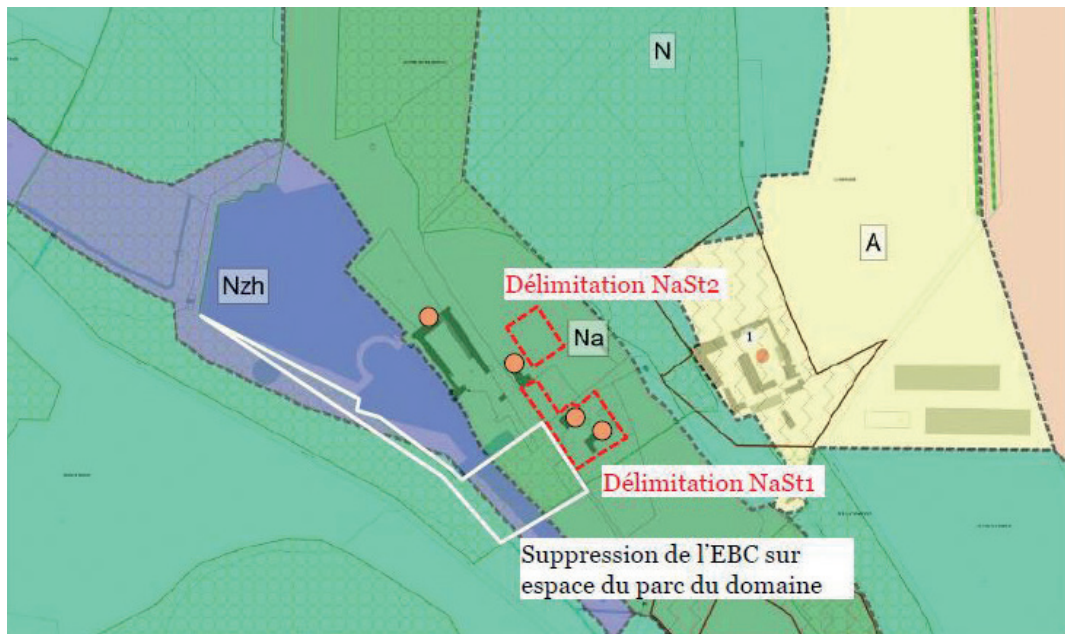 N
A
Nzh
Délimitation NaSt2
Na
1
Délimitation NaSt1
Suppression de l'EBC sur
espace du parc du domaine